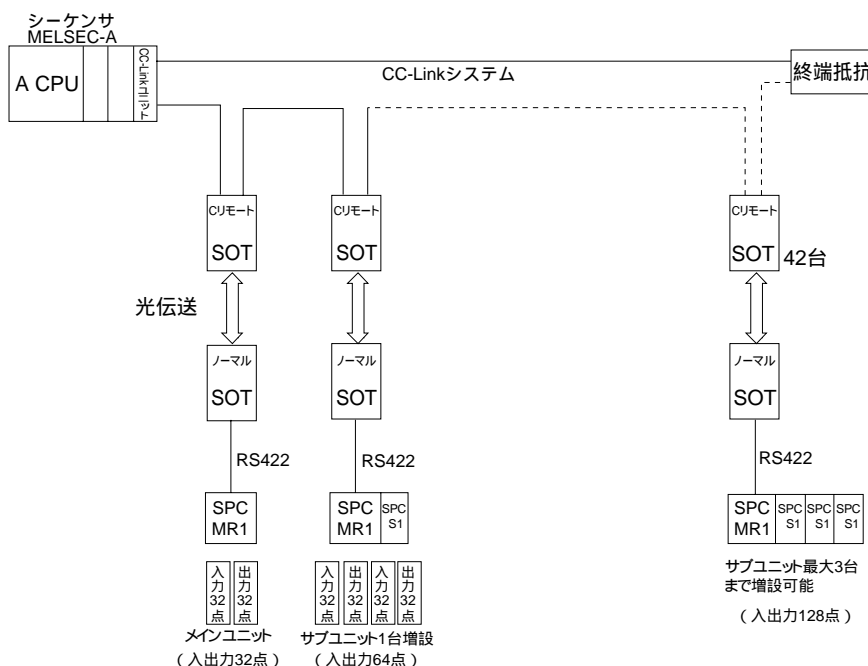 シーケンサ
MELSEC-A
A CPU
CC-Linkユニット
CC-Linkシステム
終端抵抗
Cリモート
SOT
Cリモート
SOT
Cリモート
SOT
42台
光伝送
ノーマル
SOT
ノーマル
SOT
ノーマル
SOT
RS422
RS422
RS422
SPC
MR1
SPC
MR1
SPC
S1
SPC
MR1
SPC
S1
SPC
S1
SPC
S1
入力32点
出力32点
入力32点
出力32点
入力32点
出力32点
メインユニット
(入出力32点)
サブユニット1台増設
(入出力64点)
サブユニット最大3台
まで増設可能
(入出力128点)